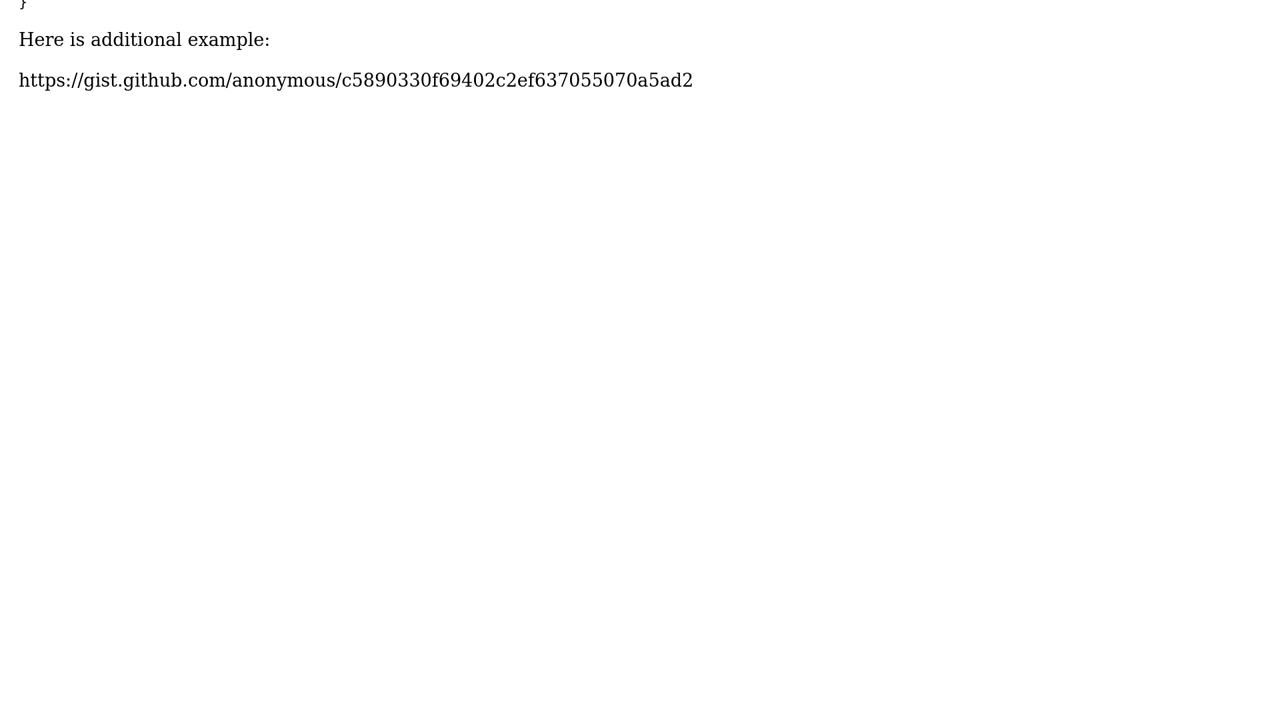 }
Here is additional example:
https://gist.github.com/anonymous/c5890330f69402c2ef637055070a5ad2